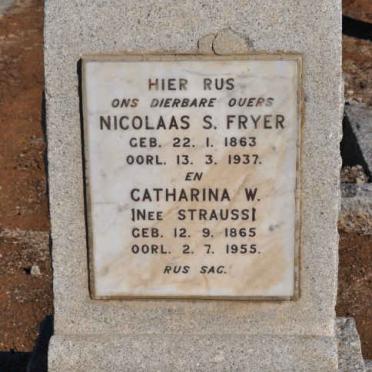 HIER RUS
ONS DIERBARE OUERS
NICOLAAS S. FRYER
GEB. 22. 1. 1863
OORL. 13. 3. 1937.
EN
CATHARINA W.
[NEE STRAUSS]
GEB. 12. 9. 1865
OORL. 2. 7. 1955.
RUS SAG.